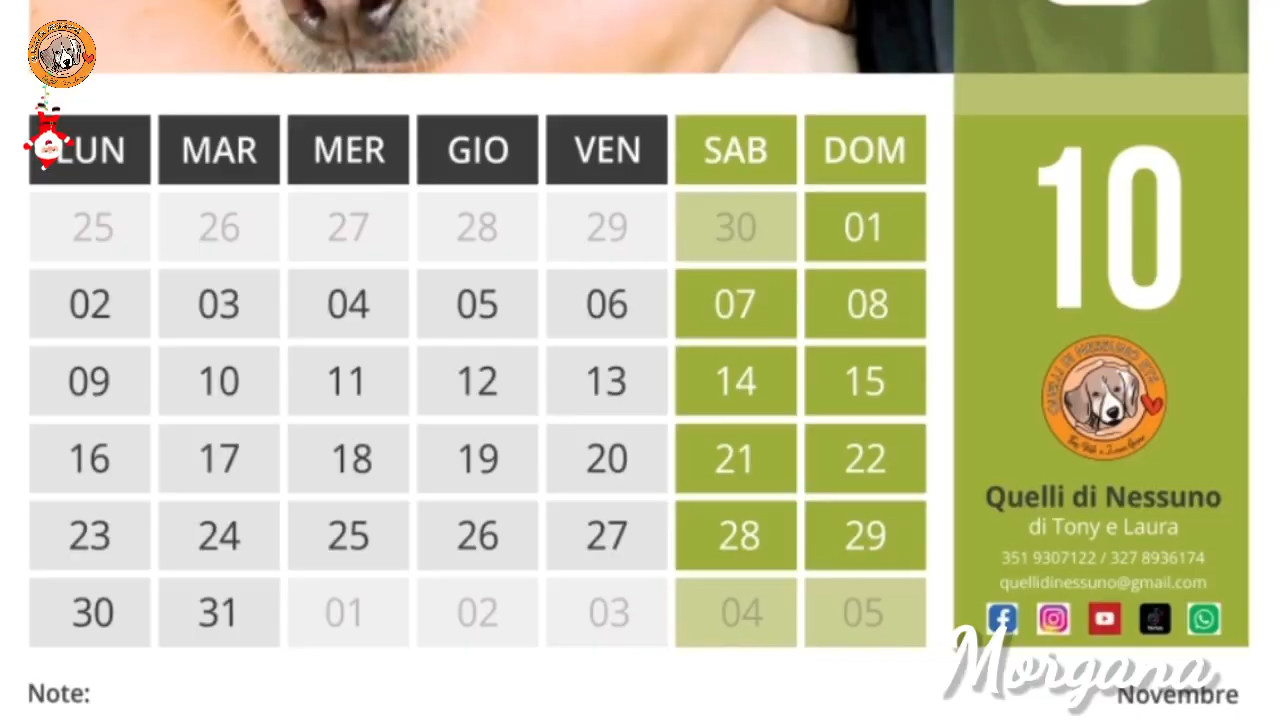 LUN MAR MER GIO VEN SAB DOM
25 26 27 28 29 30 01
02 03 04 05 06 07 08
09 10 11 12 13 14 15
16 17 18 19 20 21 22
23 24 25 26 27 28 29
30 31 01 02 03 04 05
Note:
10
QUELLI DI NESSUNO
Quelli di Nessuno
di Tony e Laura
351 9307122 / 327 8936174
quellidinessuno@gmail.com
Morgana
Novembre